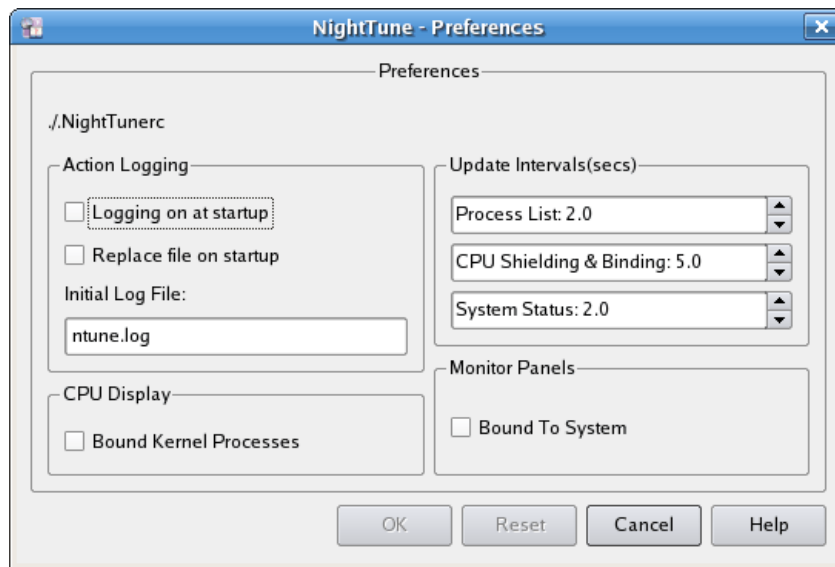 NightTune - Preferences
Preferences
./.NightTunerc
Action Logging
Logging on at startup
Replace file on startup
Initial Log File:
ntune.log
CPU Display
Bound Kernel Processes
Update Intervals(secs)
Process List: 2.0
CPU Shielding & Binding: 5.0
System Status: 2.0
Monitor Panels
Bound To System
OK Reset Cancel Help